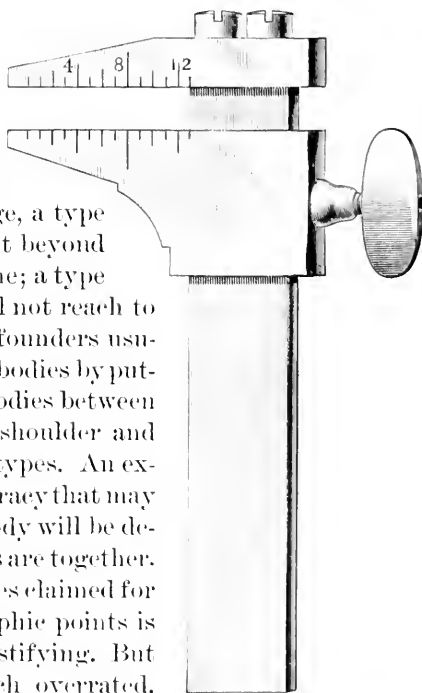 4 8 12
ge, a type
t beyond
ne; a type
l not reach to
founders usu-
bodies by put-
odies between
shoulder and
types. An ex-
racy that may
dy will be de-
s are together.
es claimed for
phic points is
stifying. But
ch overrated.